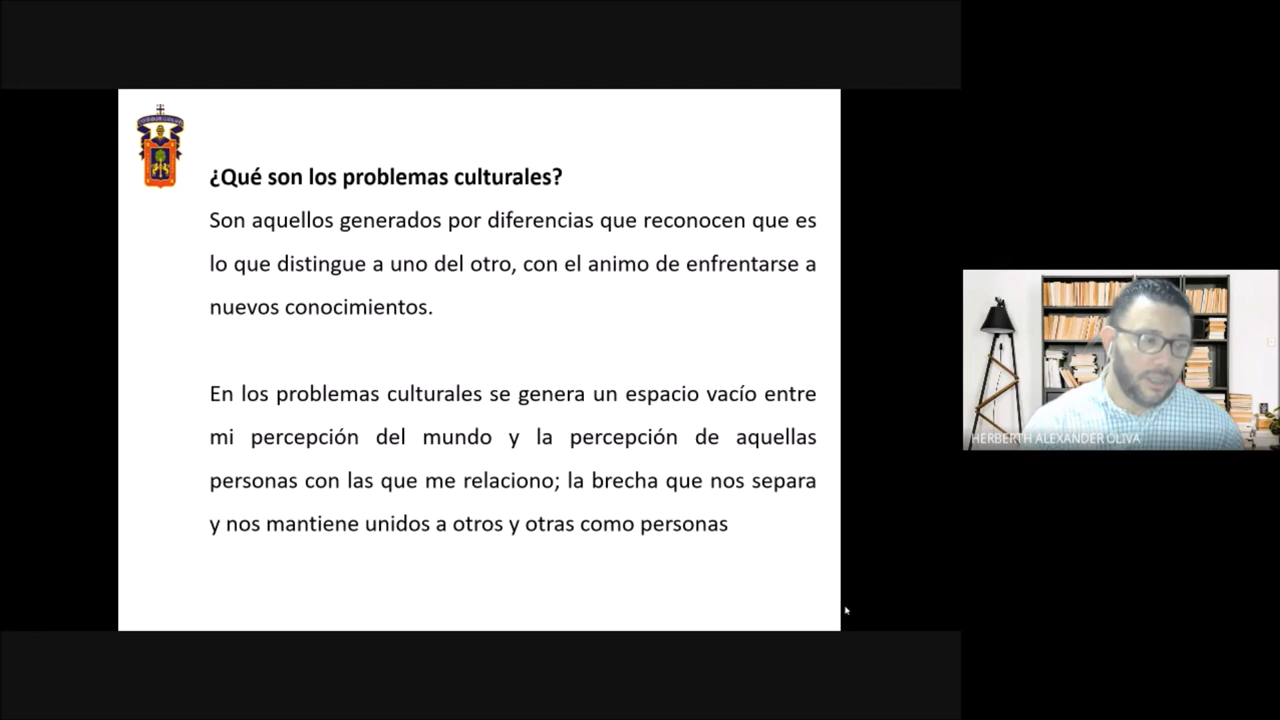 ¿Qué son los problemas culturales?
Son aquellos generados por diferencias que reconocen que es
lo que distingue a uno del otro, con el animo de enfrentarse a
nuevos conocimientos.
En los problemas culturales se genera un espacio vacío entre
mi percepción del mundo y la percepción de aquellas
personas con las que me relaciono; la brecha que nos separa
y nos mantiene unidos a otros y otras como personas
HERBERTH ALEXANDER OLIVA